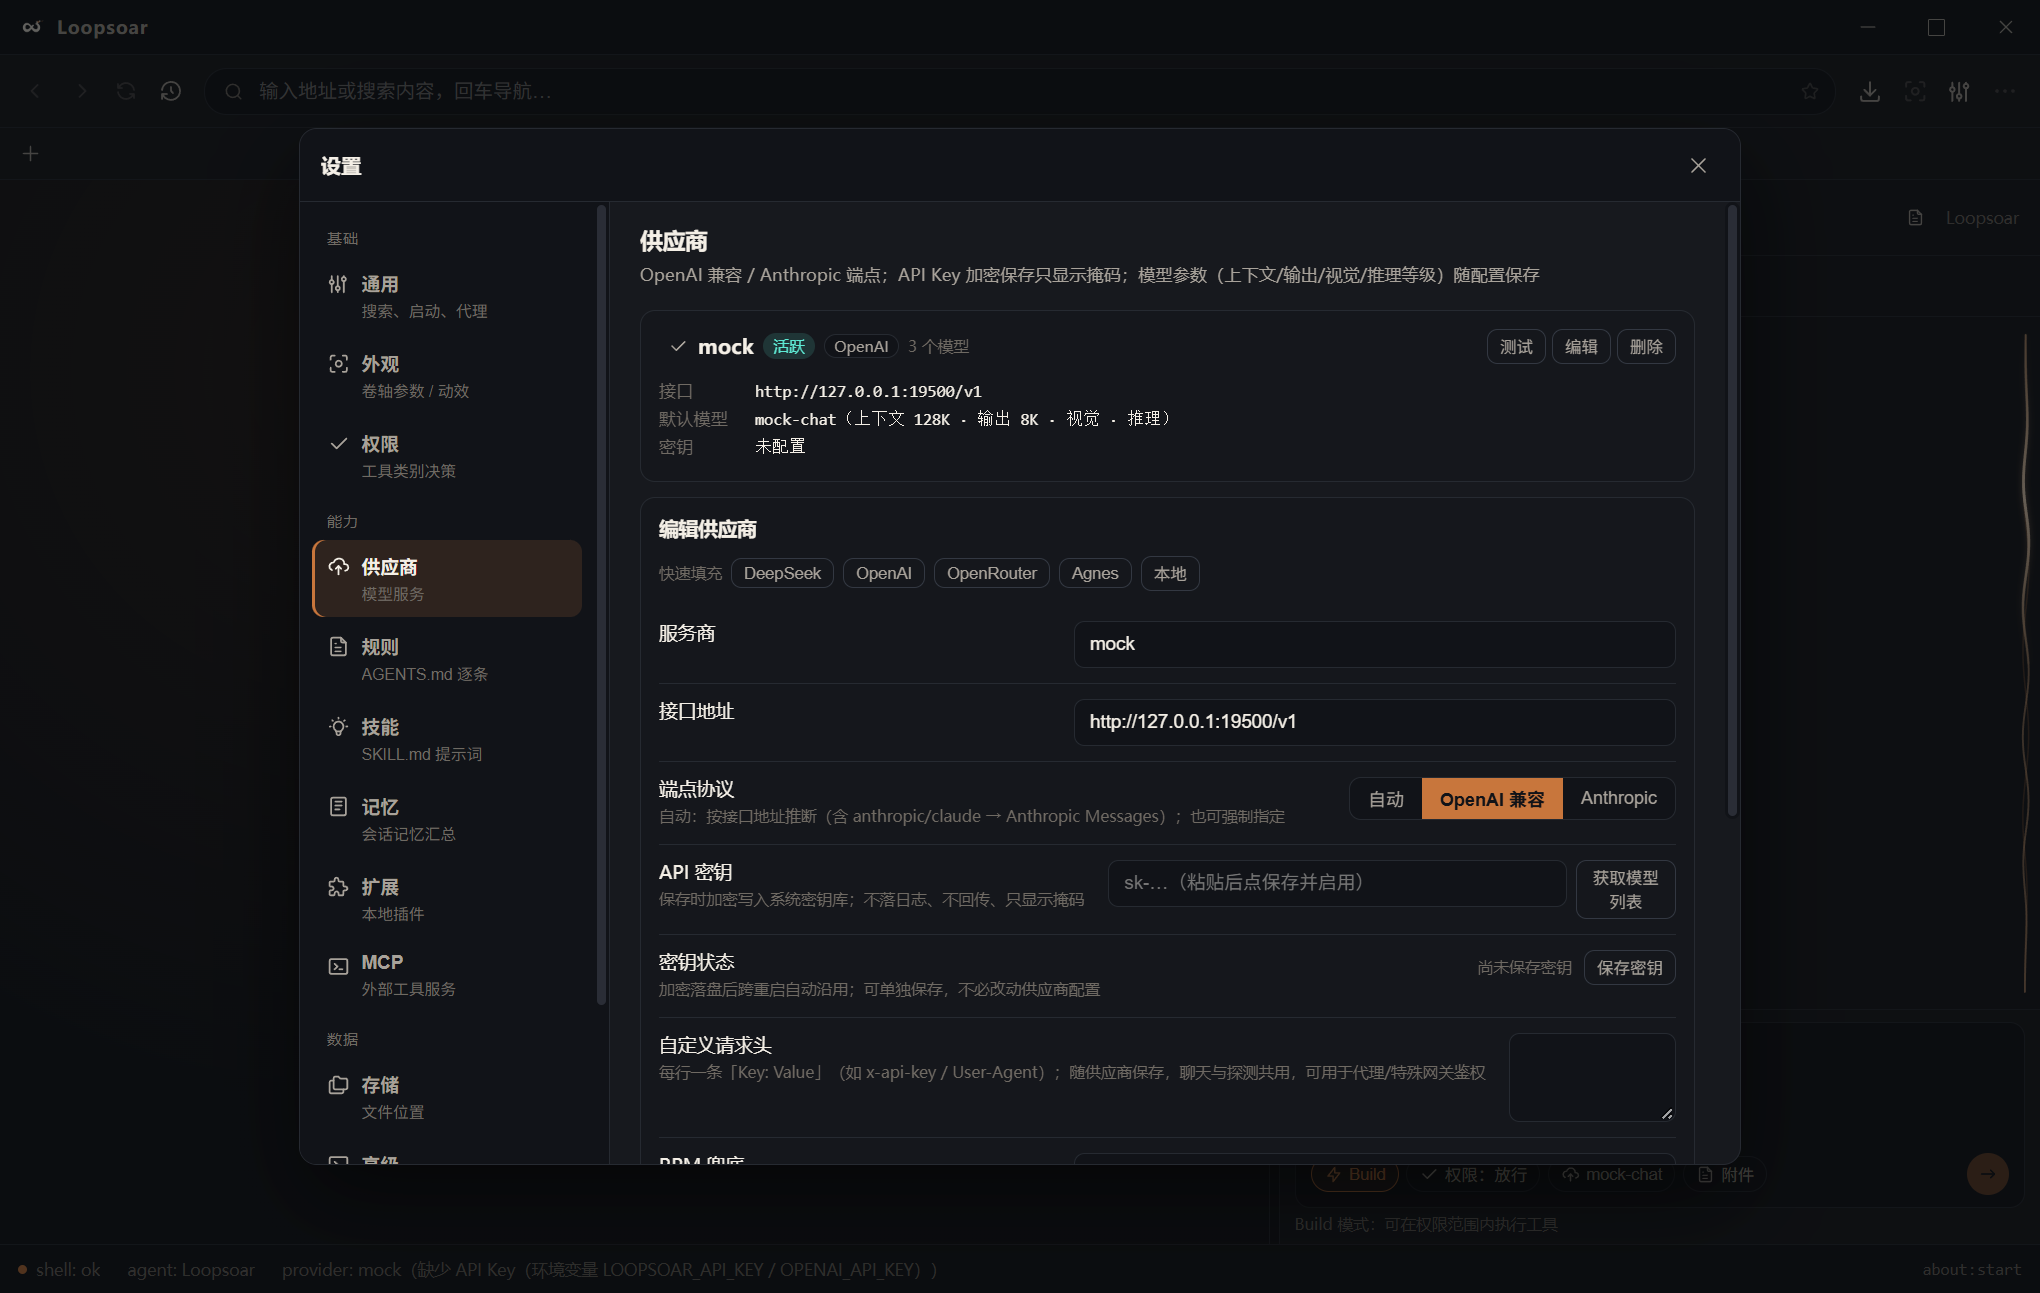 Loopsoar
输入地址或搜索内容，回车导航...
设置
Loopsoar
基础
通用
搜索、启动、代理
外观
卷轴参数 / 动效
权限
工具类别决策
能力
供应商
模型服务
规则
AGENTS.md 逐条
技能
SKILL.md 提示词
记忆
会话记忆汇总
扩展
本地插件
MCP
外部工具服务
数据
存储
文件位置
高级
供应商
OpenAI 兼容 / Anthropic 端点；API Key 加密保存只显示掩码；模型参数（上下文/输出/视觉/推理等级）随配置保存
mock 活跃 OpenAI 3 个模型 测试 编辑 删除
接口 http://127.0.0.1:19500/v1
默认模型 mock-chat（上下文 128K · 输出 8K · 视觉 · 推理）
密钥 未配置
编辑供应商
快速填充 DeepSeek OpenAI OpenRouter Agnes 本地
服务商 mock
接口地址 http://127.0.0.1:19500/v1
端点协议
自动：按接口地址推断（含 anthropic/claude → Anthropic Messages）；也可强制指定
自动 OpenAI 兼容 Anthropic
API 密钥
保存时加密写入系统密钥库；不落日志、不回传、只显示掩码
sk-...（粘贴后点保存并启用）
获取模型
列表
密钥状态
加密落盘后跨重启自动沿用；可单独保存，不必改动供应商配置
尚未保存密钥 保存密钥
自定义请求头
每行一条「Key: Value」（如 x-api-key / User-Agent）；随供应商保存，聊天与探测共用，可用于代理/特殊网关鉴权
RPM 兜底
Build 权限：放行 mock-chat 附件
Build 模式：可在权限范围内执行工具
shell: ok agent: Loopsoar provider: mock（缺少 API Key（环境变量 LOOPSOAR_API_KEY / OPENAI_API_KEY））
about:start